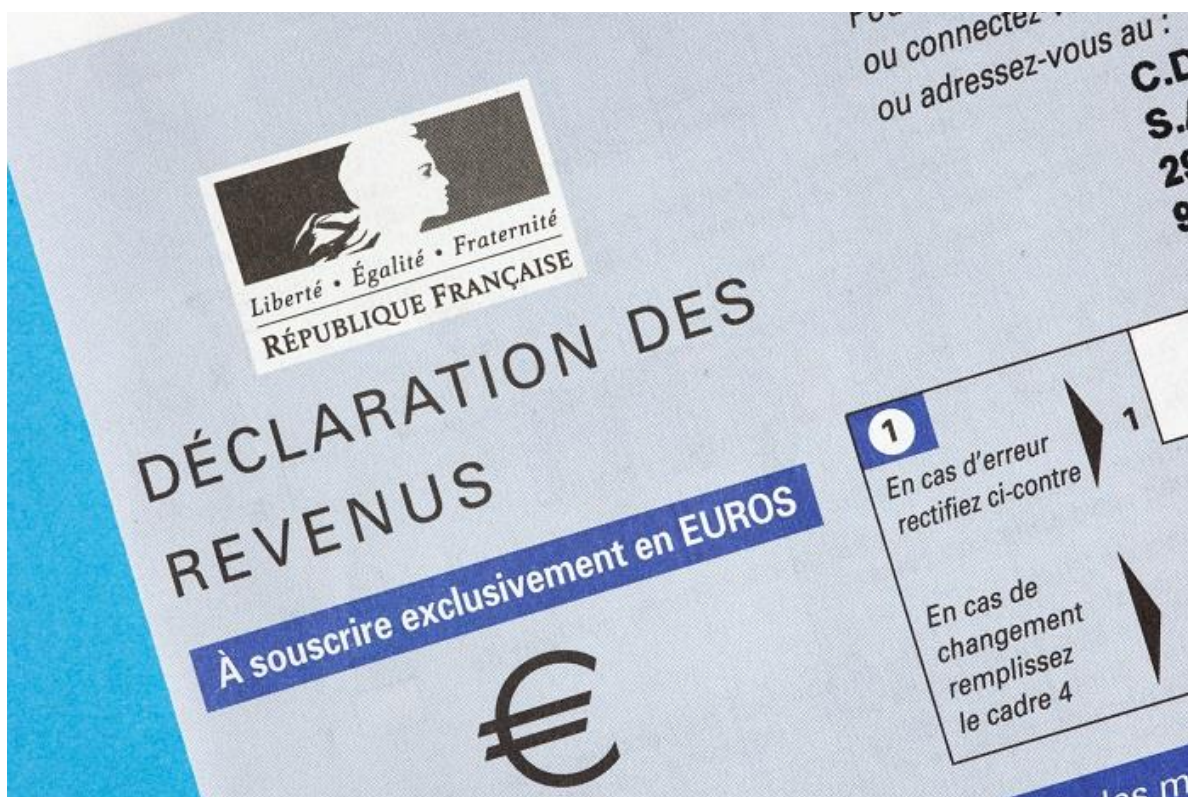 ou connectez
ou adressez-vous au :
Liberté • Égalité • Fraternité
RÉPUBLIQUE FRANÇAISE
DÉCLARATION DES
REVENUS
À souscrire exclusivement en EUROS
€
1
En cas d'erreur
rectifiez ci-contre
1
En cas de
changement
remplissez
le cadre 4